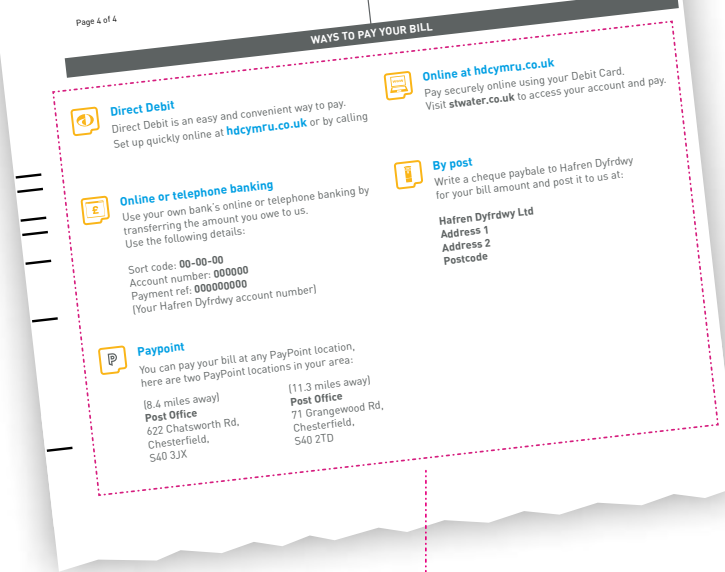 Page 4 of 4
WAYS TO PAY YOUR BILL
Direct Debit
Direct Debit is an easy and convenient way to pay.
Set up quickly online at hdcymru.co.uk or by calling
Online at hdcymru.co.uk
Pay securely online using your Debit Card.
Visit stwater.co.uk to access your account and pay.
£
Online or telephone banking
Use your own bank's online or telephone banking by
transferring the amount you owe to us.
Use the following details:
Sort code: 00-00-00
Account number: 000000
Payment ref: 000000000
(Your Hafren Dyfrdwy account number)
By post
Write a cheque paybale to Hafren Dyfrdwy
for your bill amount and post it to us at:
Hafren Dyfrdwy Ltd
Address 1
Address 2
Postcode
P
Paypoint
You can pay your bill at any PayPoint location,
here are two PayPoint locations in your area:
(8.4 miles away)
Post Office
622 Chatsworth Rd,
Chesterfield,
S40 3JX
(11.3 miles away)
Post Office
71 Grangewood Rd,
Chesterfield,
S40 2TD